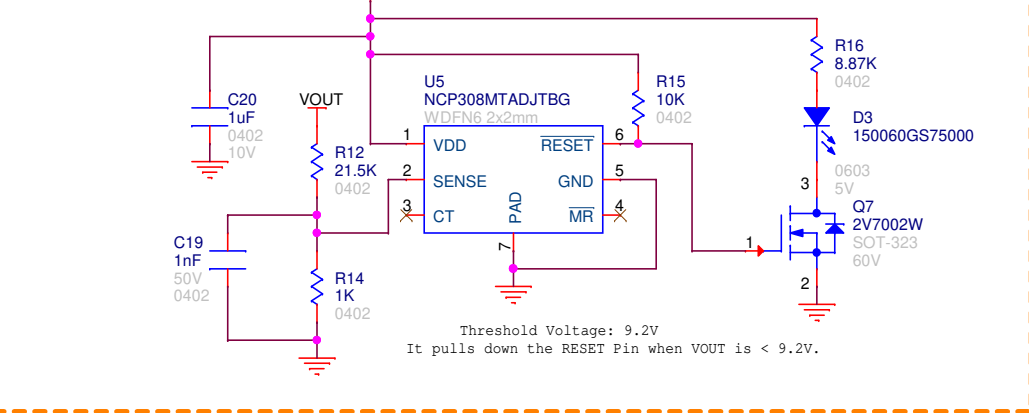 R16
8.87K
0402
D3
150060GS75000
0603
5V
3
Q7
2V7002W
SOT-323
60V
1
2
C20
1uF
0402
10V
VOUT
R12
21.5K
0402
U5
NCP308MTADJTBG
WDFN6 2x2mm
R15
10K
0402
1
VDD
RESET
6
2
SENSE
GND
5
3
CT
MR
4
PAD
7
C19
1nF
50V
0402
R14
1K
0402
Threshold Voltage: 9.2V
It pulls down the RESET Pin when VOUT is < 9.2V.